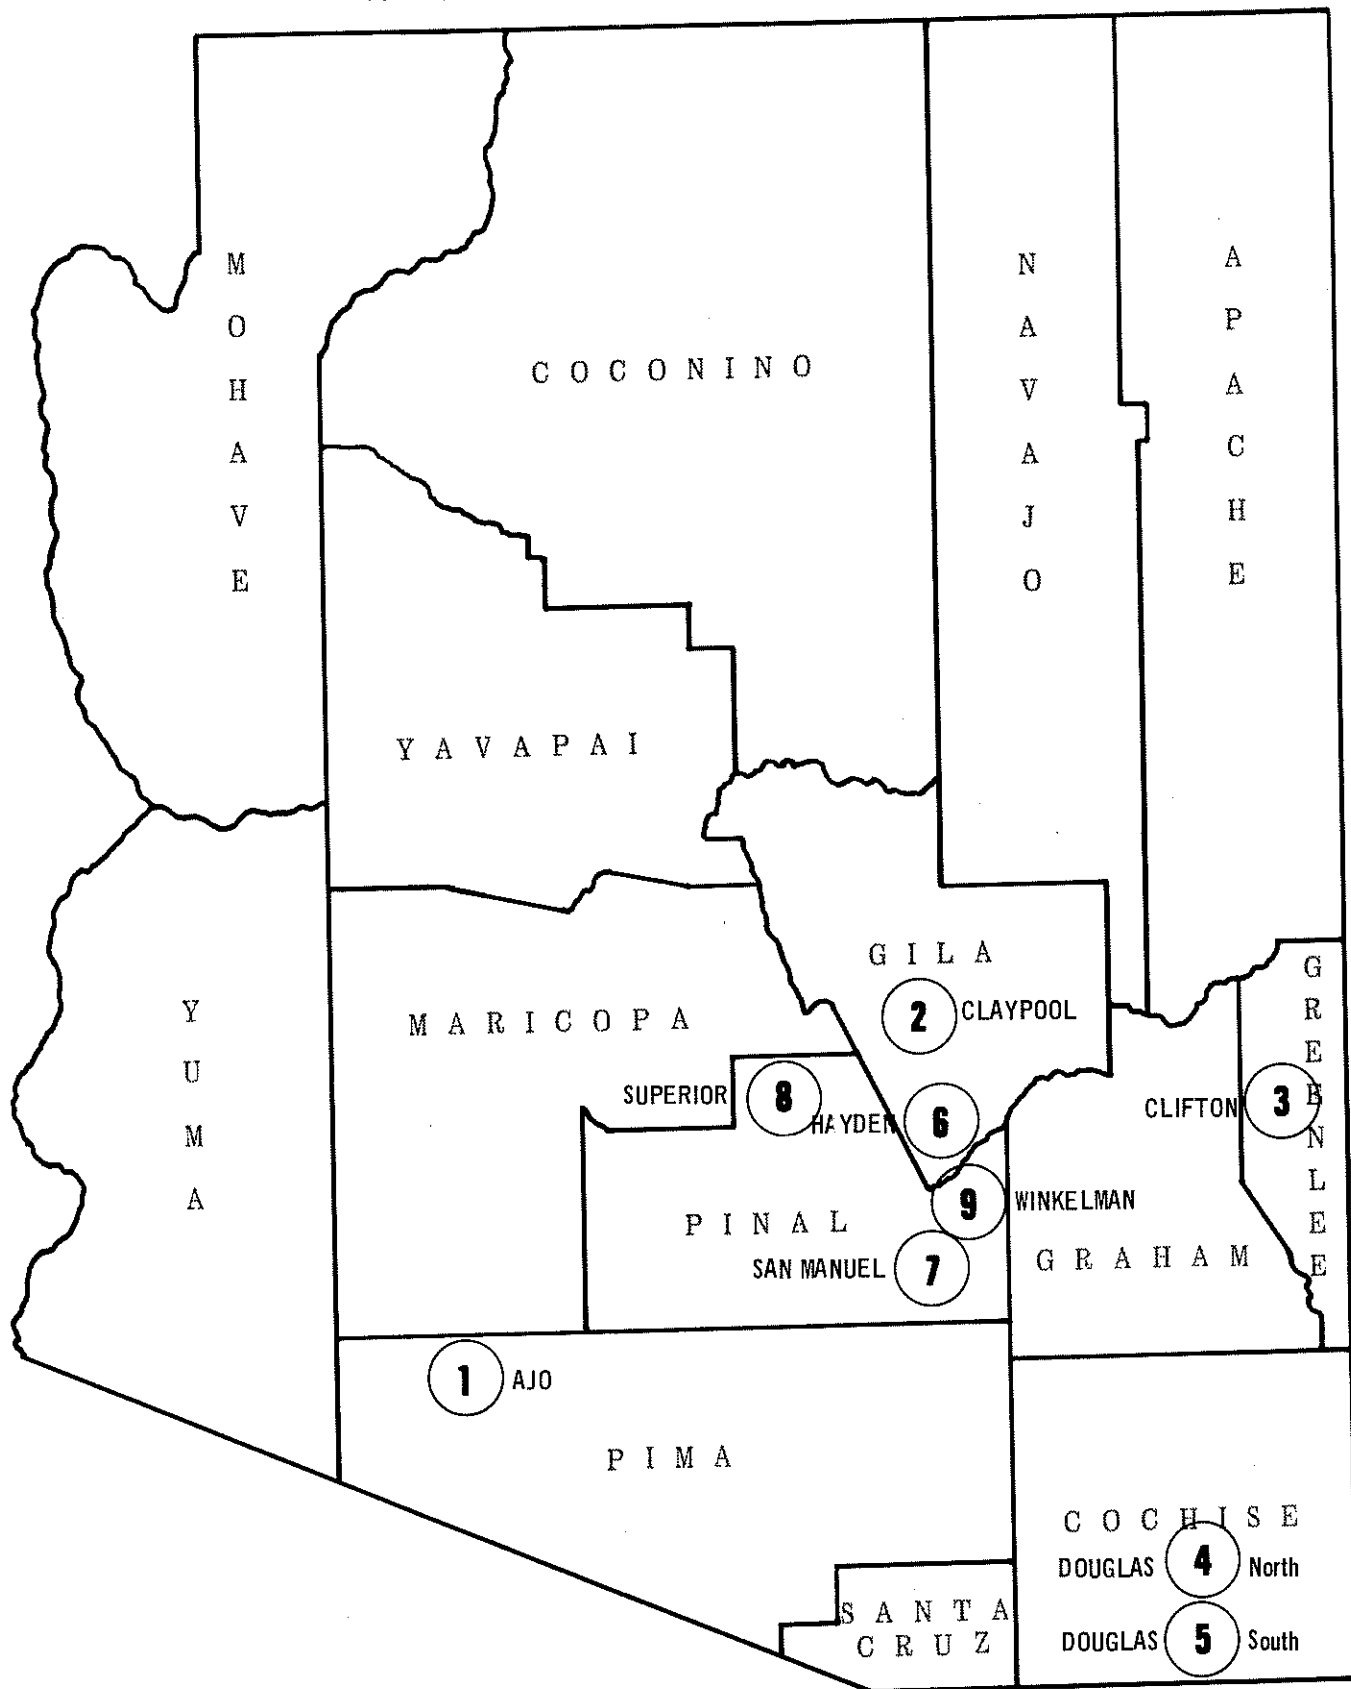 MOHAVE
COCONINO
NAVAJO
APACHE
YAVAPAI
GILA
GREENLEE
YUMA
MARICOPA
2 CLAYPOOL
SUPERIOR 8
HAYDEN 6
CLIFTON 3
9 WINKELMAN
PINAL
SAN MANUEL 7
GRAHAM
1 AJO
PIMA
COCHISE
DOUGLAS 4 North
SANTA
CRUZ
DOUGLAS 5 South